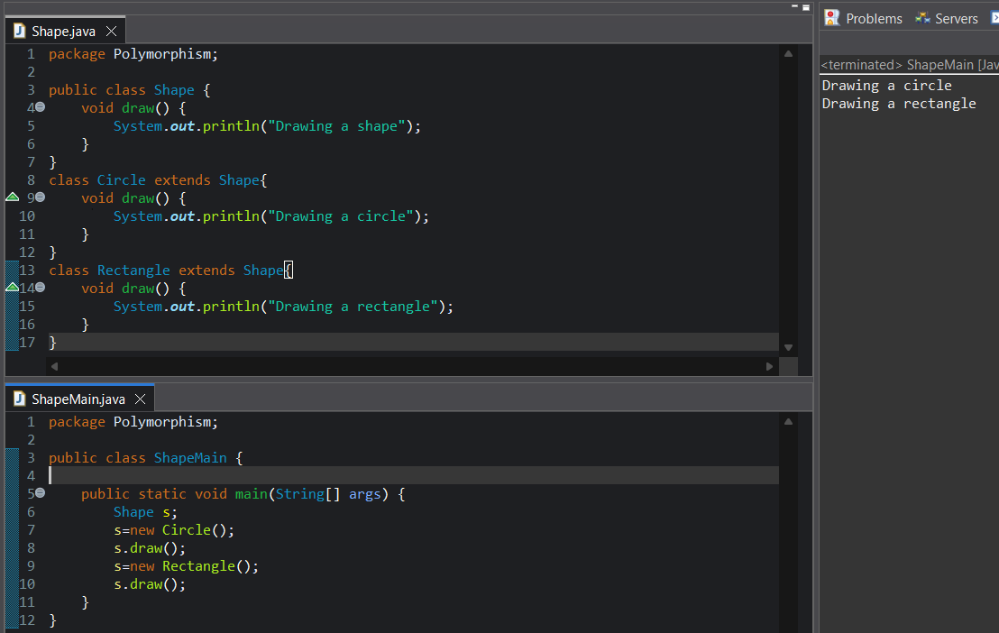 Shape.java
1 package Polymorphism;
2
3 public class Shape {
4 void draw() {
5 System.out.println("Drawing a shape");
6 }
7 }
8 class Circle extends Shape{
9 void draw() {
10 System.out.println("Drawing a circle");
11 }
12 }
13 class Rectangle extends Shape{
14 void draw() {
15 System.out.println("Drawing a rectangle");
16 }
17 }
ShapeMain.java
1 package Polymorphism;
2
3 public class ShapeMain {
4
5 public static void main(String[] args) {
6 Shape s;
7 s=new Circle();
8 s.draw();
9 s=new Rectangle();
10 s.draw();
11 }
12 }
Problems Servers
<terminated> ShapeMain [Jav
Drawing a circle
Drawing a rectangle